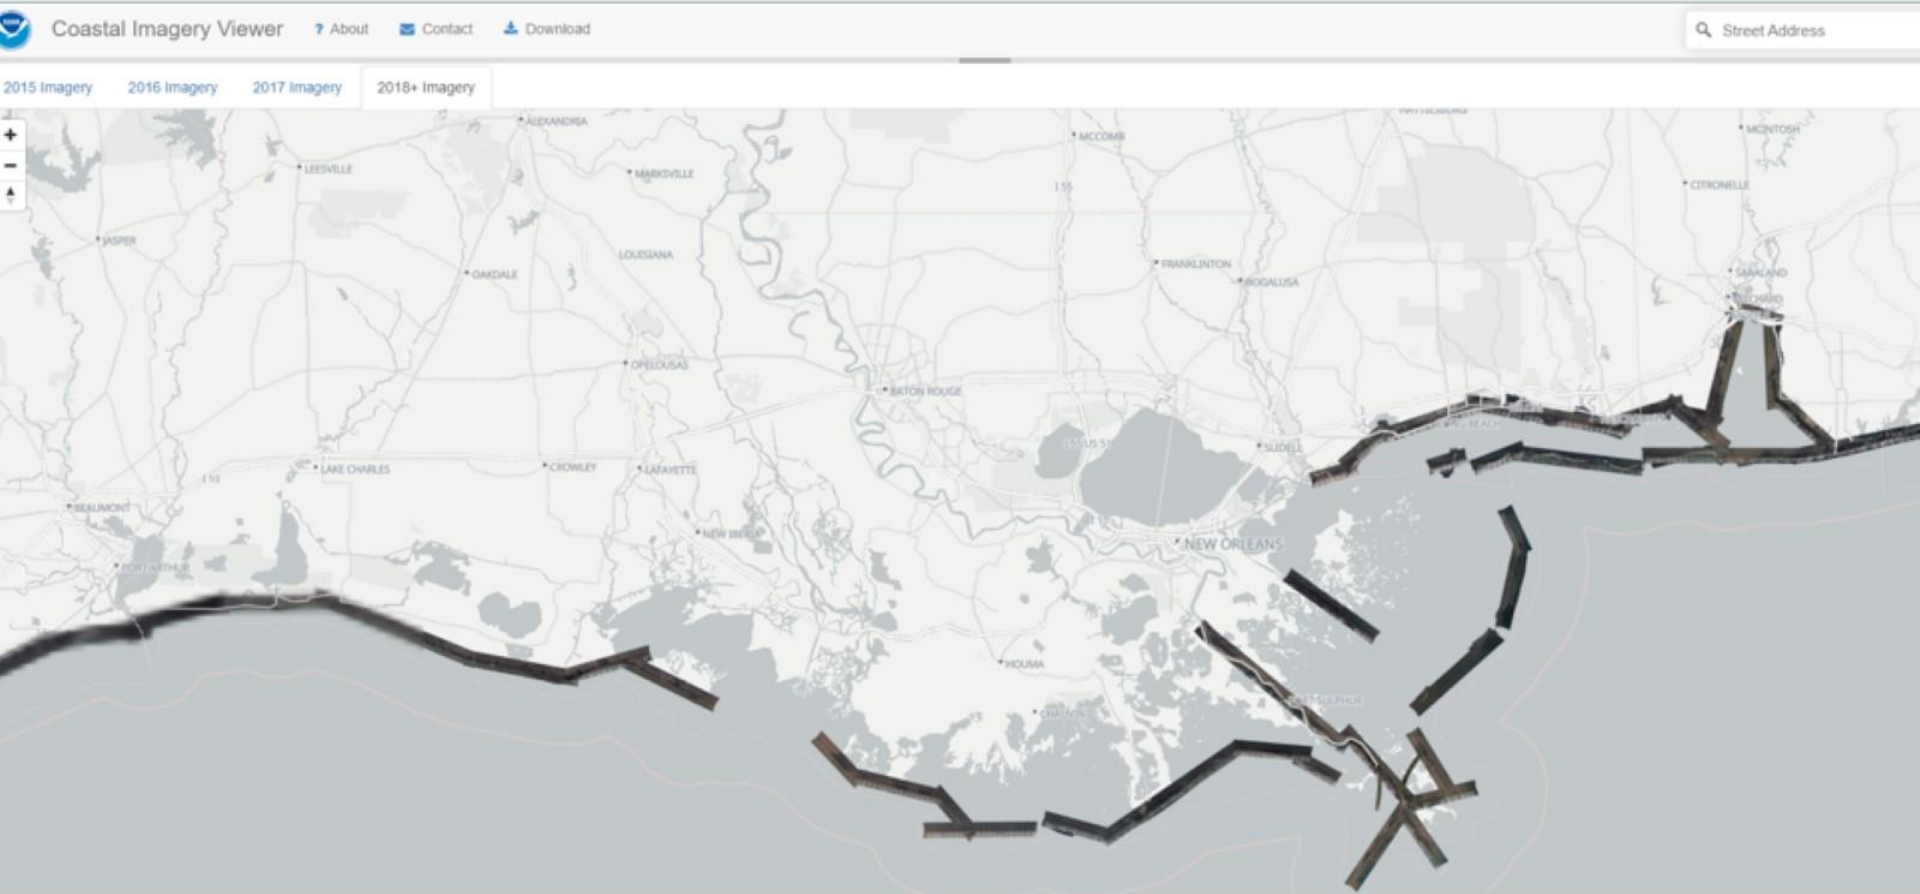 Coastal Imagery Viewer
? About
Contact
Download
Street Address
2015 Imagery
2016 Imagery
2017 Imagery
2018+ Imagery
ALEXANDRIA
MCCOMB
MCINTOSH
LEESVILLE
MARKSVILLE
I 55
CITRONELLE
JASPER
LOUISIANA
OAKDALE
FRANKLINTON
BOGALUSA
SARALAND
OPELOUSAS
BATON ROUGE
SLIDELL
LAKE CHARLES
CROWLEY
LAFAYETTE
I 10
BEAUMONT
NEW IBERIA
NEW ORLEANS
PORT ARTHUR
HOUMA